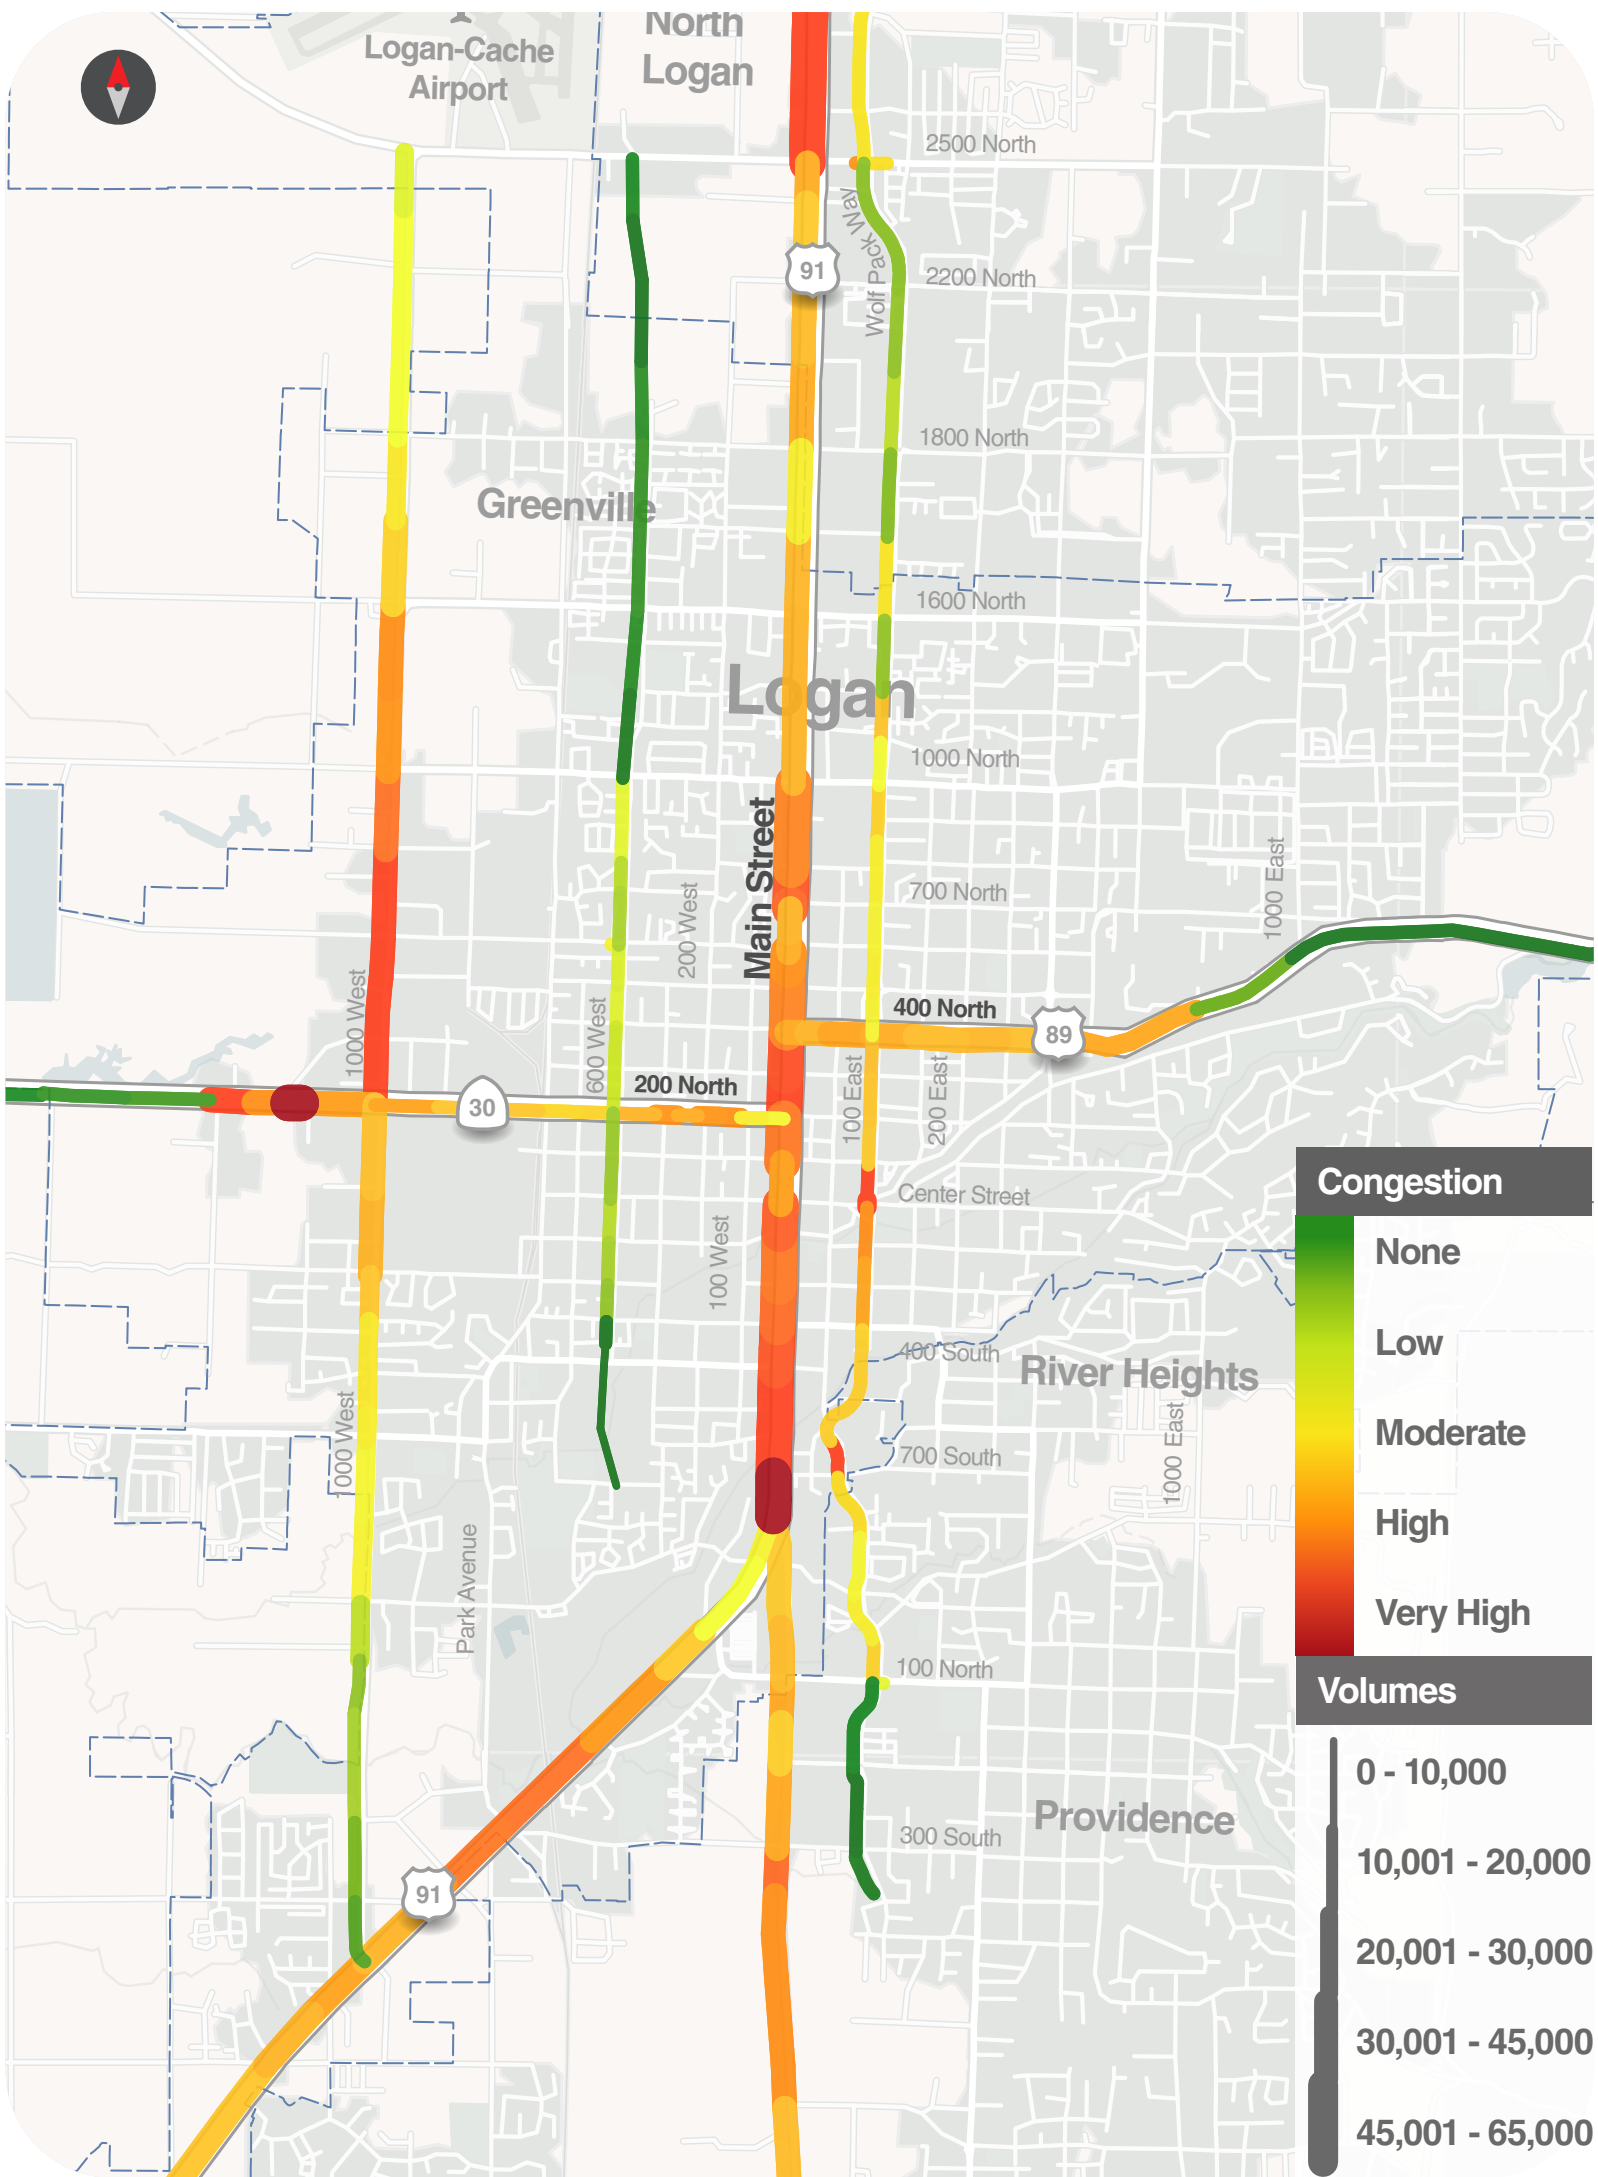 North
Logan
Logan-Cache
Airport
2500 North
Wolf Pack Way
91
2200 North
1800 North
Greenville
1600 North
Logan
1000 North
Main Street
700 North
200 West
1000 East
1000 West
600 West
400 North
89
200 North
30
100 East
200 East
Center Street
100 West
400 South
River Heights
1000 West
700 South
1000 East
Park Avenue
100 North
Providence
300 South
91
Congestion
None
Low
Moderate
High
Very High
Volumes
0 - 10,000
10,001 - 20,000
20,001 - 30,000
30,001 - 45,000
45,001 - 65,000